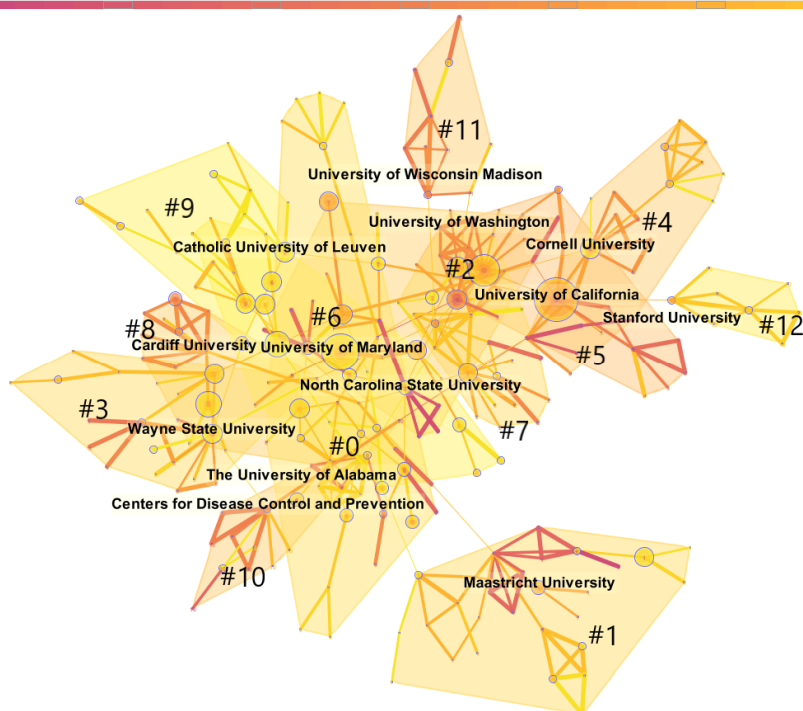 #11
University of Wisconsin Madison
#9
University of Washington
#4
Catholic University of Leuven
Cornell University
#2
University of California
#6
Stanford University
#12
#8
Cardiff University
University of Maryland
#5
North Carolina State University
#3
Wayne State University
#7
#0
The University of Alabama
Centers for Disease Control and Prevention
#10
Maastricht University
#1